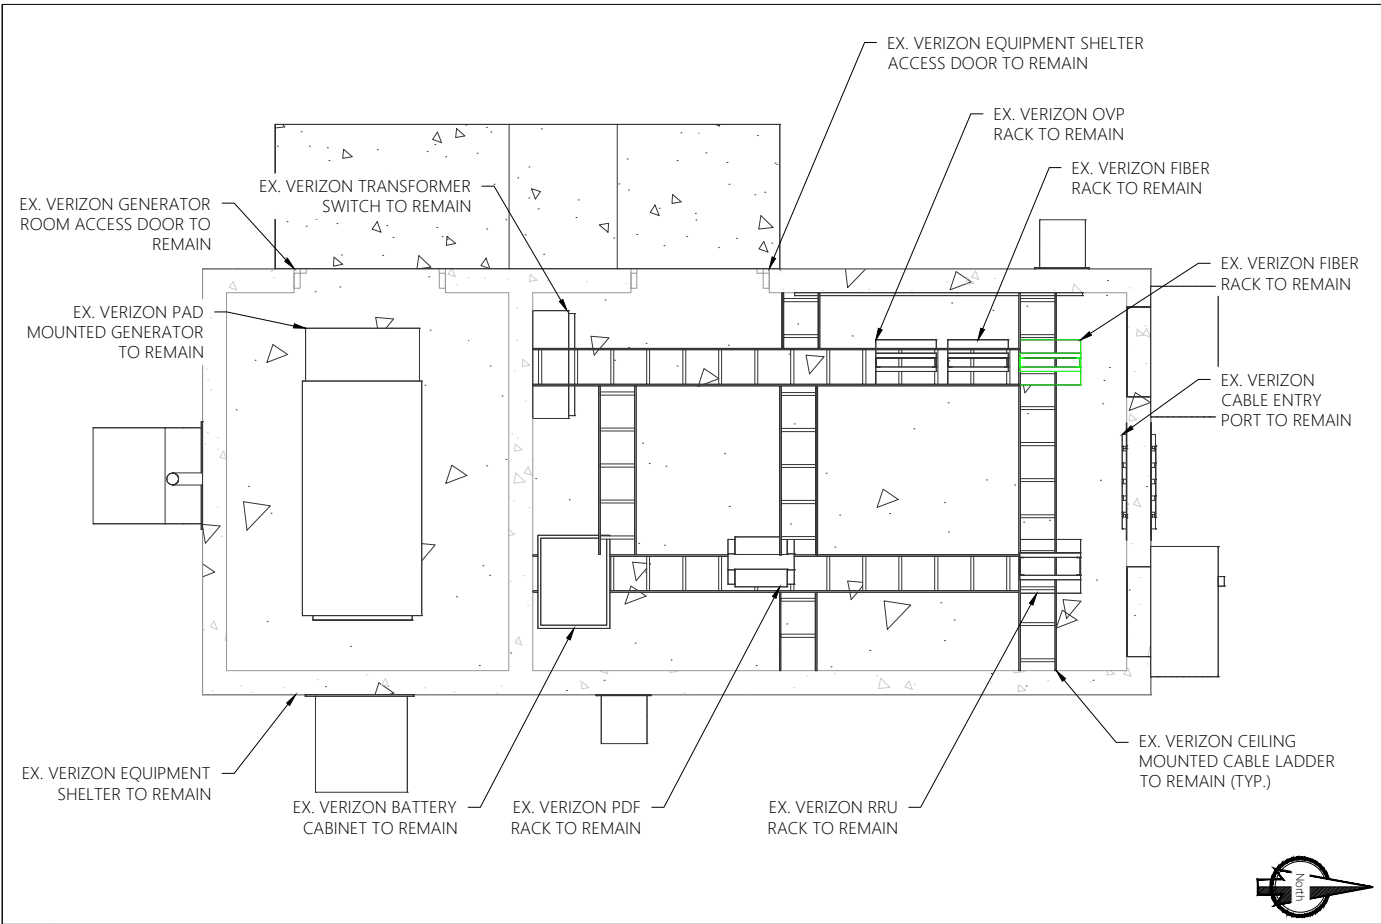 EX. VERIZON EQUIPMENT SHELTER
ACCESS DOOR TO REMAIN
EX. VERIZON OVP
RACK TO REMAIN
EX. VERIZON FIBER
RACK TO REMAIN
EX. VERIZON TRANSFORMER
SWITCH TO REMAIN
EX. VERIZON GENERATOR
ROOM ACCESS DOOR TO
REMAIN
EX. VERIZON FIBER
RACK TO REMAIN
EX. VERIZON PAD
MOUNTED GENERATOR
TO REMAIN
EX. VERIZON
CABLE ENTRY
PORT TO REMAIN
EX. VERIZON CEILING
MOUNTED CABLE LADDER
TO REMAIN (TYP.)
EX. VERIZON EQUIPMENT
SHELTER TO REMAIN
EX. VERIZON BATTERY
CABINET TO REMAIN
EX. VERIZON PDF
RACK TO REMAIN
EX. VERIZON RRU
RACK TO REMAIN
North